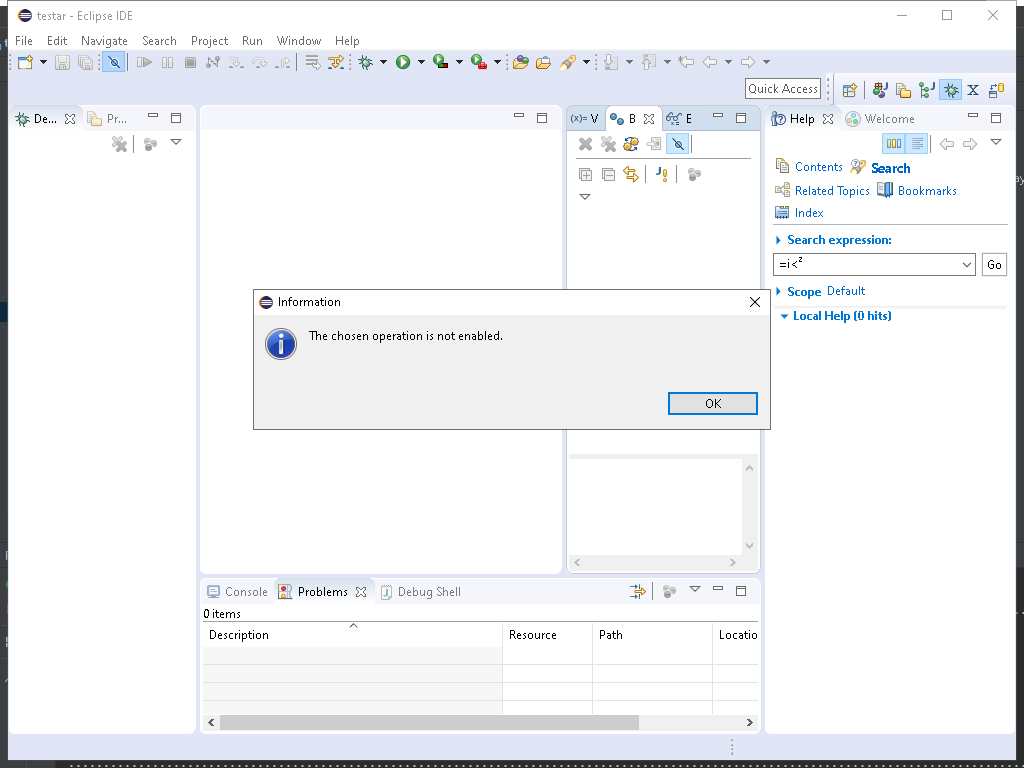 testar - Eclipse IDE
File Edit Navigate Search Project Run Window Help
Quick Access
De...
Pr...
(x)= V
B
E
Help
Welcome
Contents
Search
Related Topics
Bookmarks
Index
Search expression:
=i<²
Go
Scope Default
Local Help (0 hits)
Information
The chosen operation is not enabled.
OK
Console
Problems
Debug Shell
0 items
Description
Resource
Path
Locatio